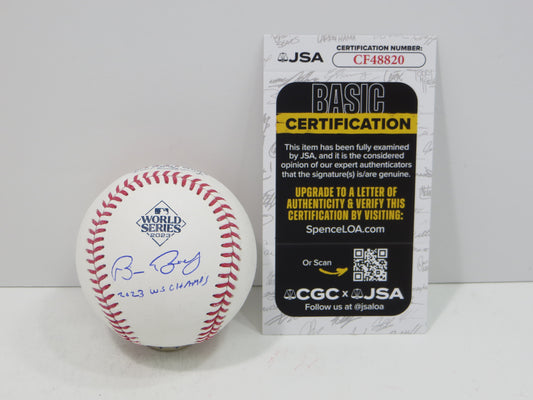 WORLD
SERIES
2023
2023 W.S CHAMPS
JSA
CERTIFICATION NUMBER:
CF48820
BASIC
CERTIFICATION
This item has been fully examined
by JSA, and it is the considered
opinion of our expert authenticators
that the signature(s) is/are genuine.
UPGRADE TO A LETTER OF
AUTHENTICITY & VERIFY THIS
CERTIFICATION BY VISITING:
SpenceLOA.com
Or Scan
CGC x JSA
Follow us at @jsaloa